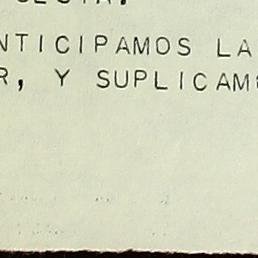 NTICIPAMOS LA
R, Y SUPLICAM